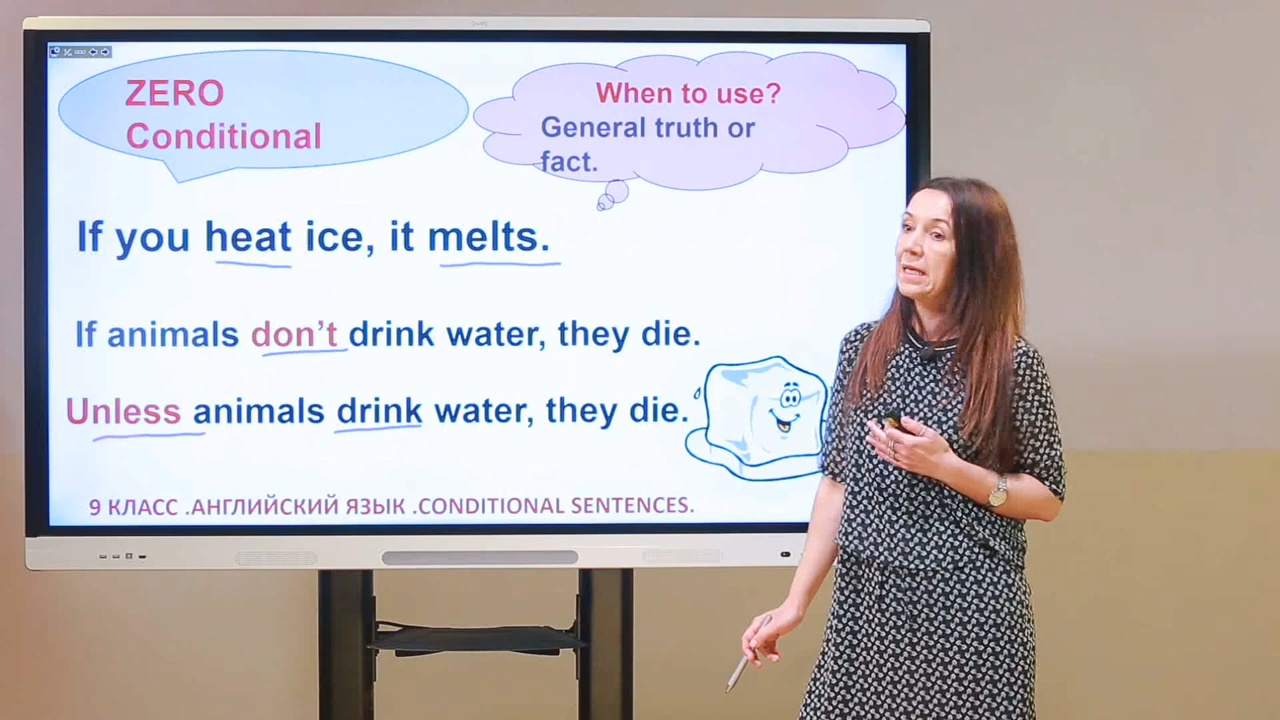 ZERO
Conditional
When to use?
General truth or
fact.
If you heat ice, it melts.
If animals don't drink water, they die.
Unless animals drink water, they die.
9 КЛАСС .АНГЛИЙСКИЙ ЯЗЫК .CONDITIONAL SENTENCES.